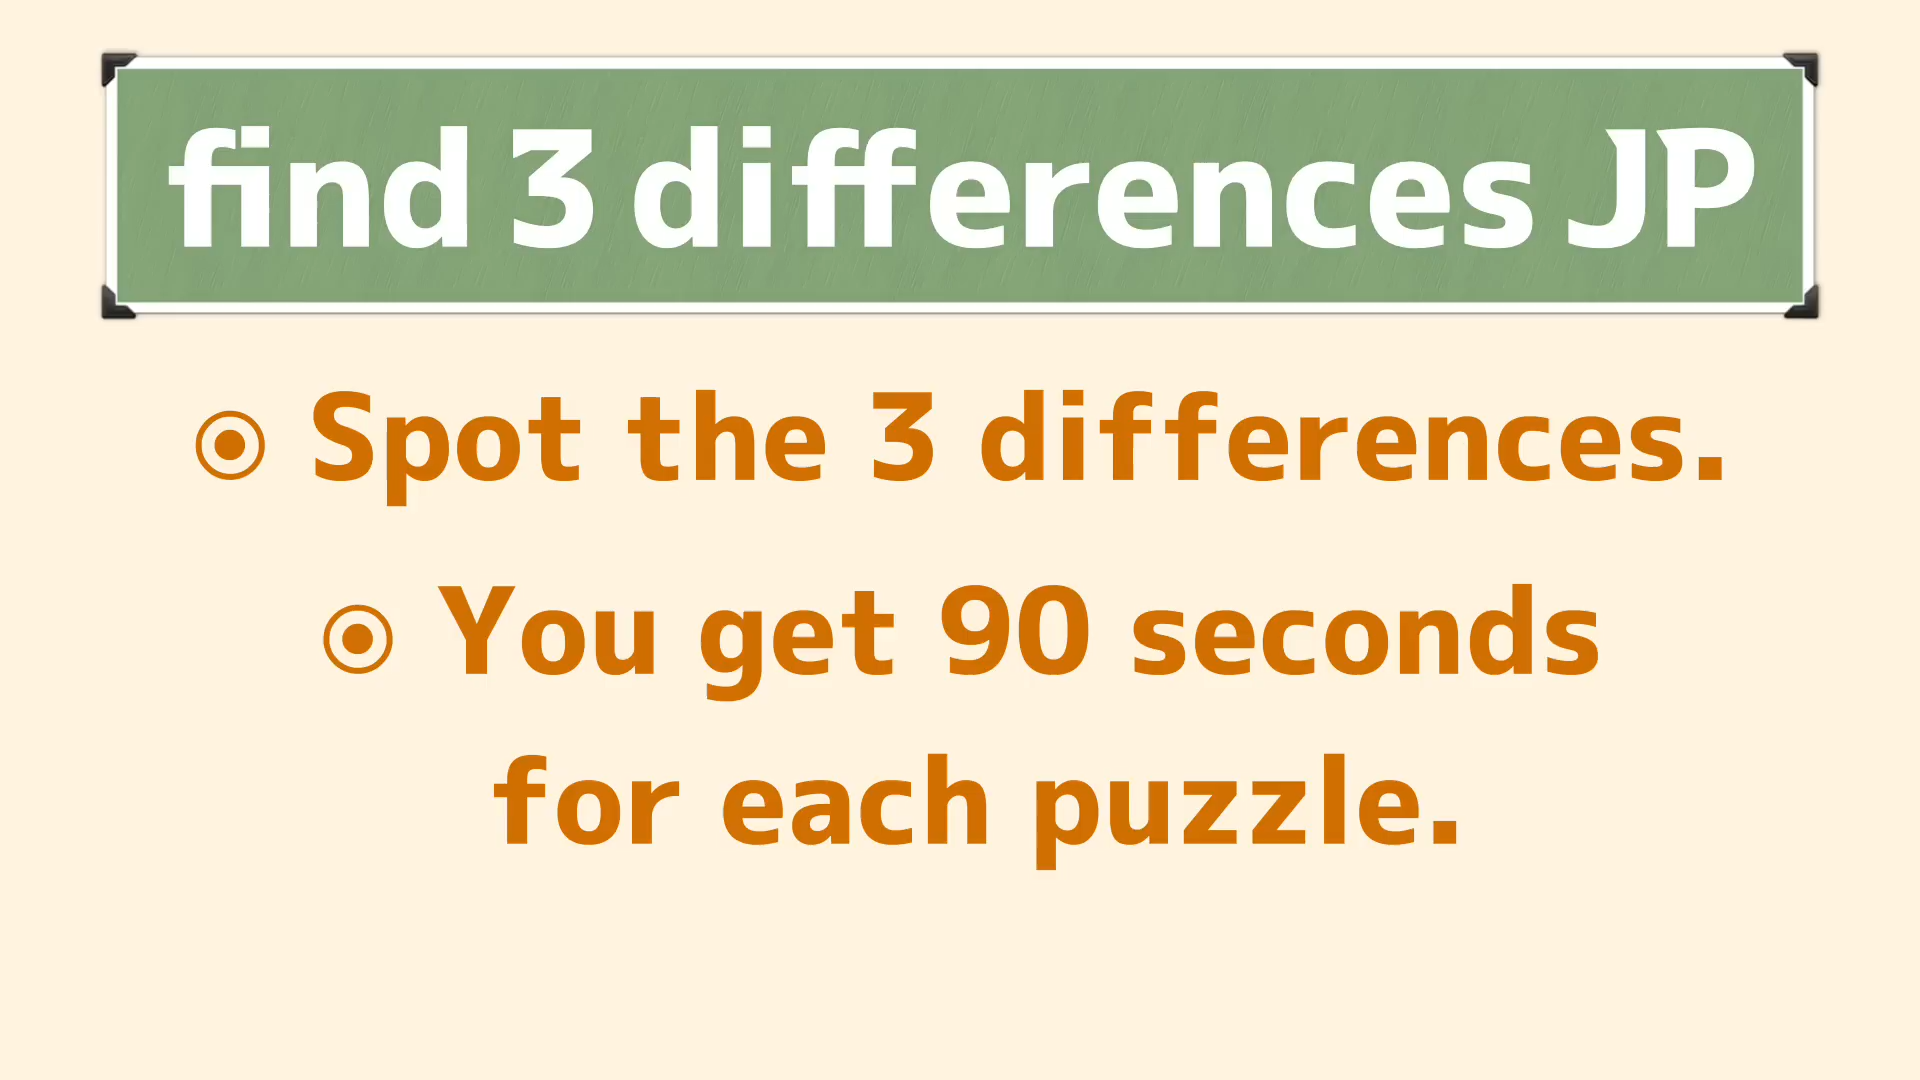 find 3 differences JP
◉ Spot the 3 differences.
◉ You get 90 seconds
for each puzzle.